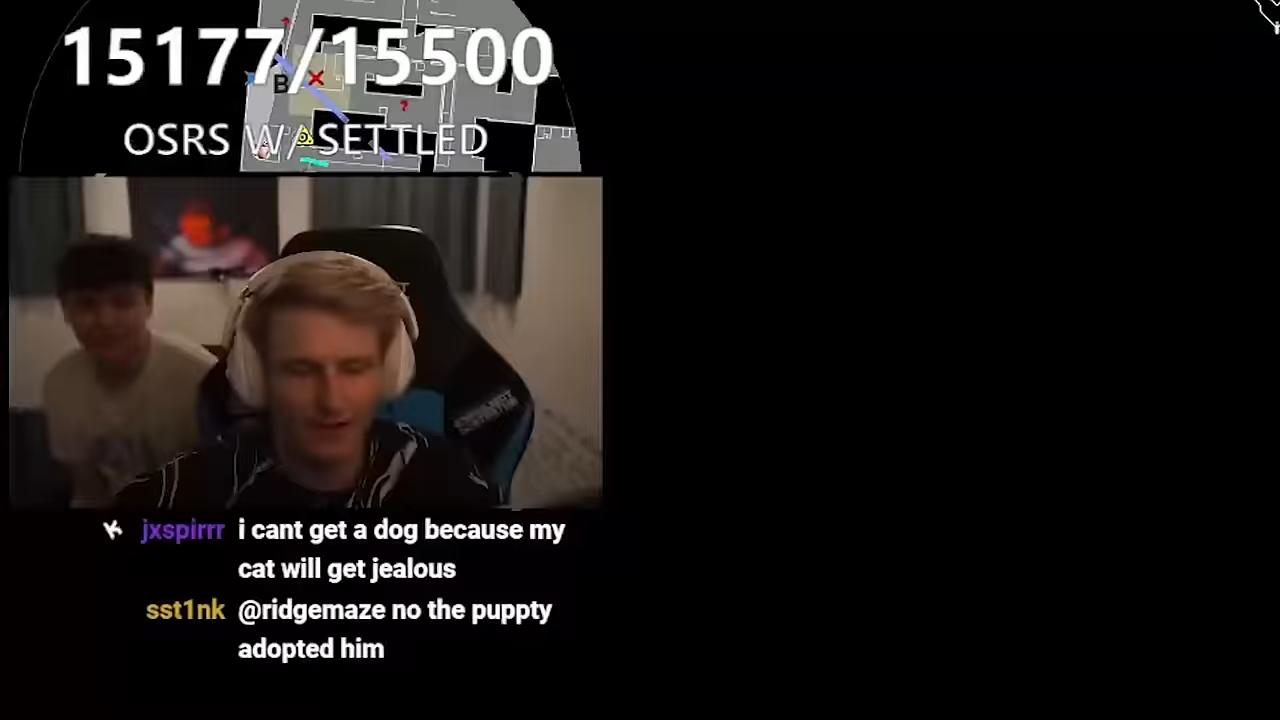 15177/15500
B
OSRS W/ SETTLED
jxspirrr i cant get a dog because my
cat will get jealous
sst1nk @ridgemaze no the puppty
adopted him